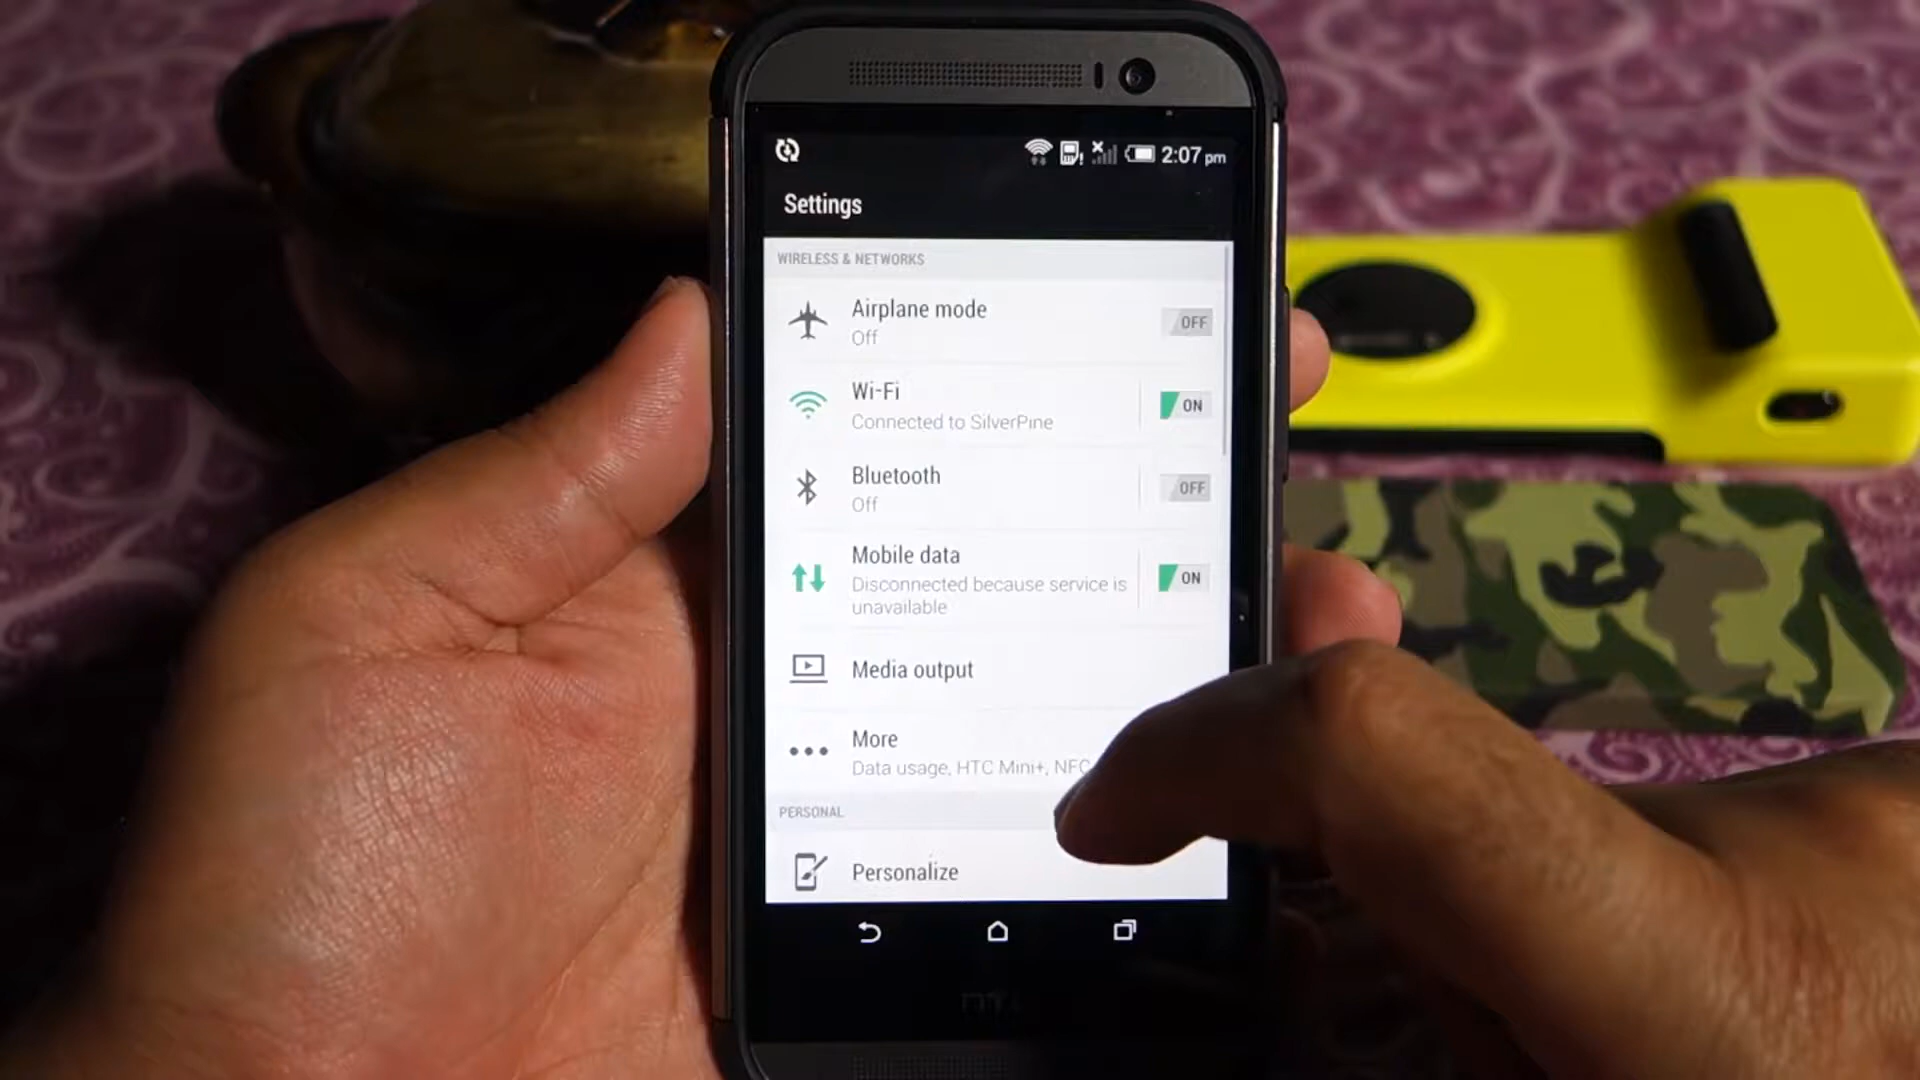 2:07 pm
Settings
WIRELESS & NETWORKS
Airplane mode
Off
OFF
Wi-Fi
Connected to SilverPine
ON
Bluetooth
Off
OFF
Mobile data
Disconnected because service is
unavailable
ON
Media output
More
Data usage, HTC Mini+, NFC
PERSONAL
Personalize